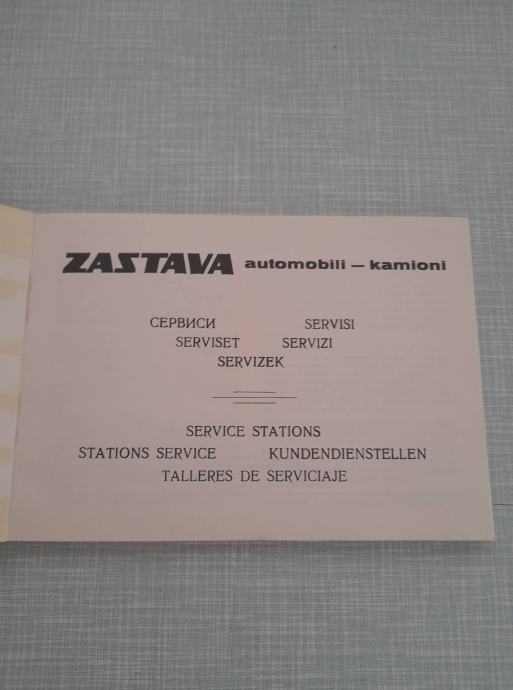 ZASTAVA automobili – kamioni
СЕРВИСИ SERVISI
SERVISET SERVIZI
SERVIZEK
SERVICE STATIONS
STATIONS SERVICE KUNDENDIENSTELLEN
TALLERES DE SERVICIAJE